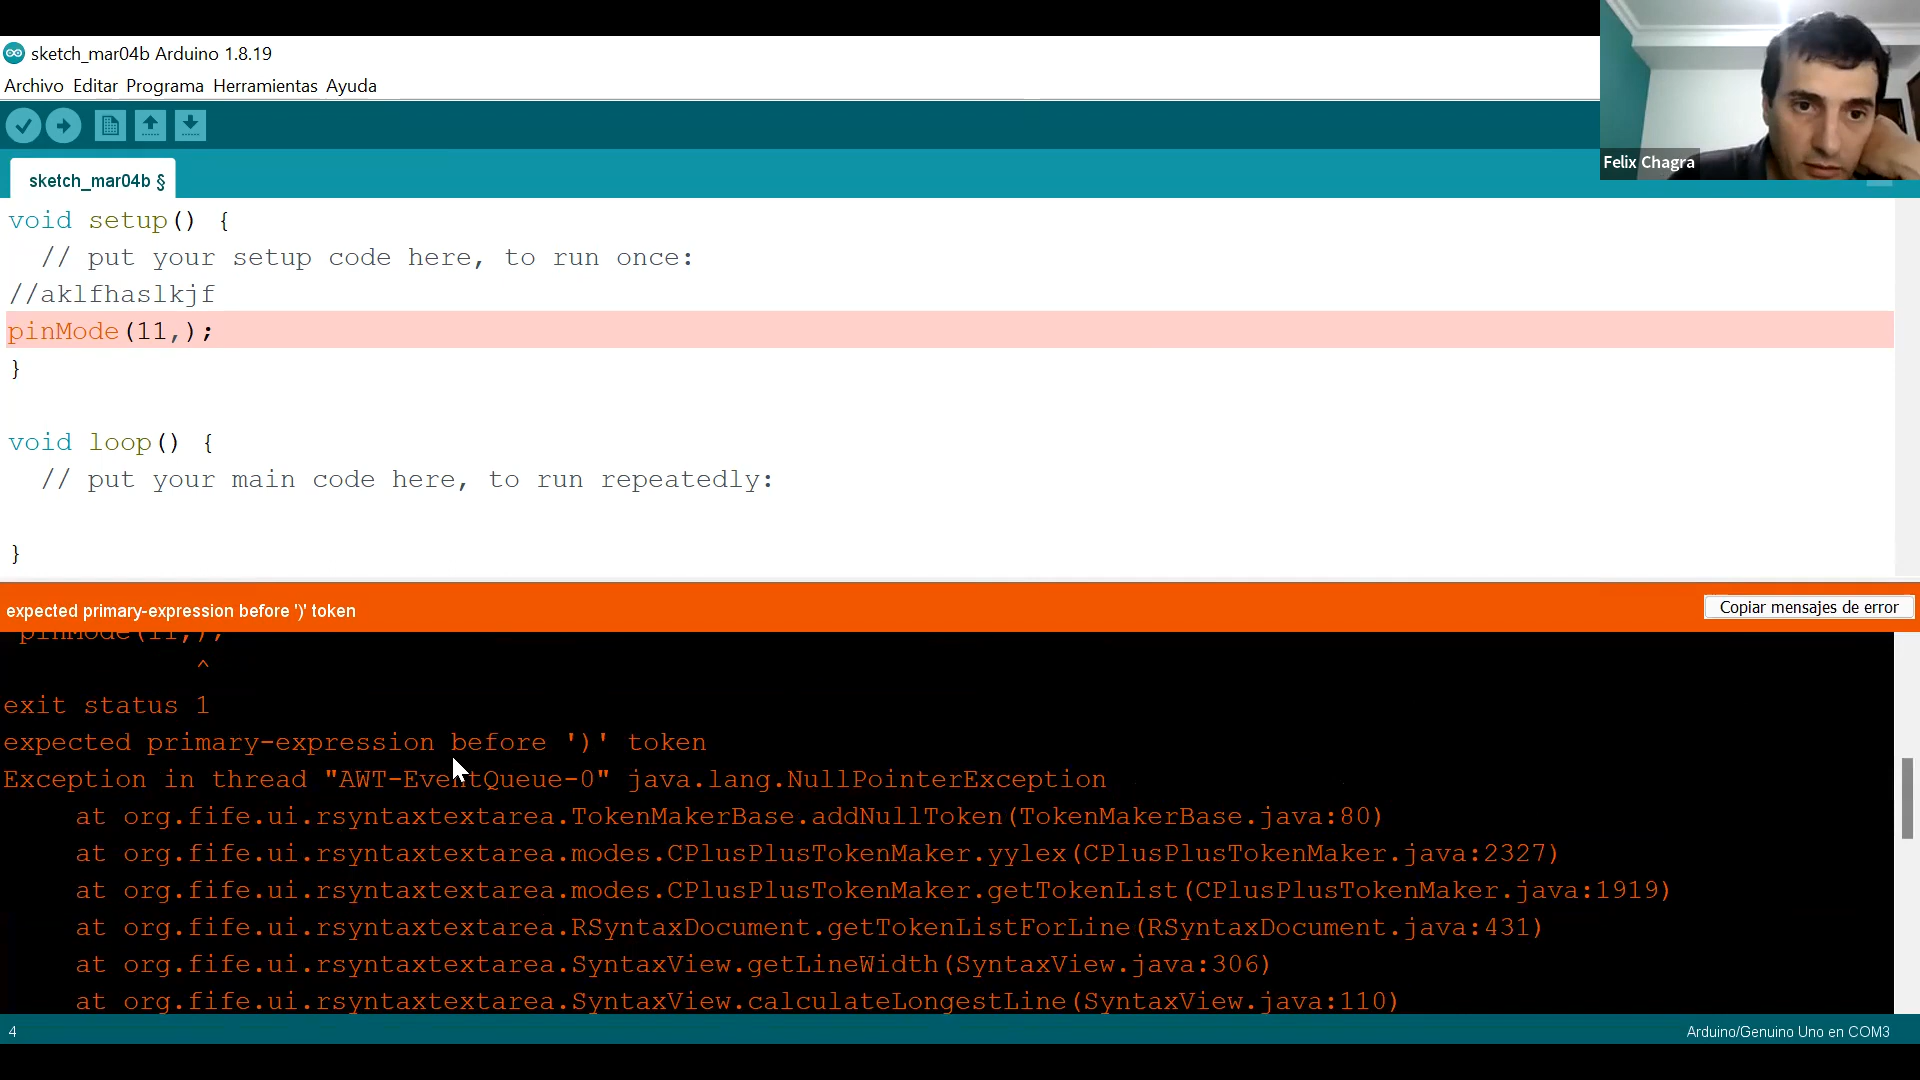 sketch_mar04b Arduino 1.8.19
Archivo Editar Programa Herramientas Ayuda
Felix Chagra
sketch_mar04b §
void setup() {
// put your setup code here, to run once:
//aklfhaslkjf
pinMode(11,);
}
void loop() {
// put your main code here, to run repeatedly:
}
expected primary-expression before ')' token
Copiar mensajes de error
pinMode(11,);
^
exit status 1
expected primary-expression before ')' token
Exception in thread "AWT-EventQueue-0" java.lang.NullPointerException
at org.fife.ui.rsyntaxtextarea.TokenMakerBase.addNullToken(TokenMakerBase.java:80)
at org.fife.ui.rsyntaxtextarea.modes.CPlusPlusTokenMaker.yylex(CPlusPlusTokenMaker.java:2327)
at org.fife.ui.rsyntaxtextarea.modes.CPlusPlusTokenMaker.getTokenList(CPlusPlusTokenMaker.java:1919)
at org.fife.ui.rsyntaxtextarea.RSyntaxDocument.getTokenListForLine(RSyntaxDocument.java:431)
at org.fife.ui.rsyntaxtextarea.SyntaxView.getLineWidth(SyntaxView.java:306)
at org.fife.ui.rsyntaxtextarea.SyntaxView.calculateLongestLine(SyntaxView.java:110)
4
Arduino/Genuino Uno en COM3